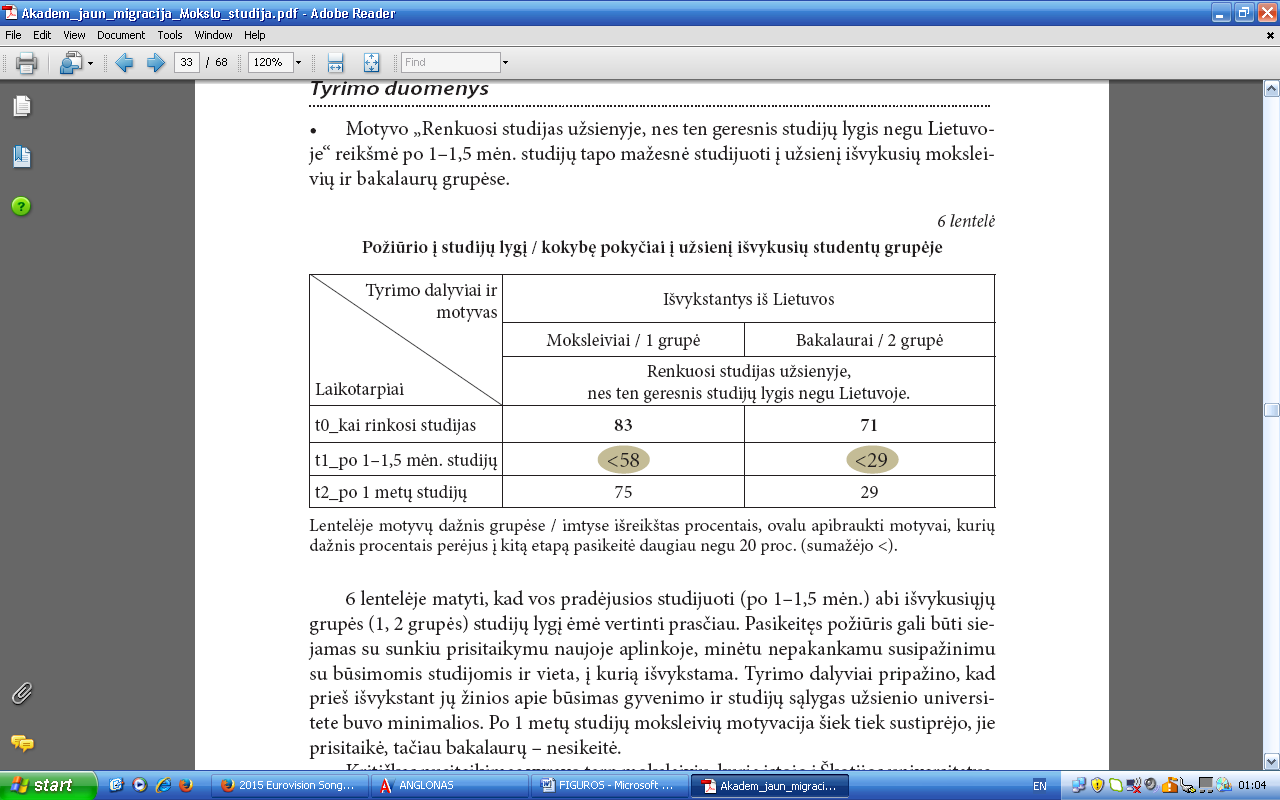 Akadem_jaun_migracija_Mokslo_studija.pdf - Adobe Reader
File Edit View Document Tools Window Help
33 / 68 120% Find
Tyrimo duomenys
• Motyvo „Renkuosi studijas užsienyje, nes ten geresnis studijų lygis negu Lietuvo-
je“ reikšmė po 1–1,5 mėn. studijų tapo mažesnė studijuoti į užsienį išvykusių mokslei-
vių ir bakalaurų grupėse.
6 lentelė
Požiūrio į studijų lygį / kokybę pokyčiai į užsienį išvykusių studentų grupėje
Tyrimo dalyviai ir
motyvas
Laikotarpiai
Išvykstantys iš Lietuvos
Moksleiviai / 1 grupė Bakalaurai / 2 grupė
Renkuosi studijas užsienyje,
nes ten geresnis studijų lygis negu Lietuvoje.
t0_kai rinkosi studijas 83 71
t1_po 1–1,5 mėn. studijų <58 <29
t2_po 1 metų studijų 75 29
Lentelėje motyvų dažnis grupėse / imtyse išreikštas procentais, ovalu apibraukti motyvai, kurių
dažnis procentais perėjus į kitą etapą pasikeitė daugiau negu 20 proc. (sumažėjo <).
6 lentelėje matyti, kad vos pradėjusios studijuoti (po 1–1,5 mėn.) abi išvykusiųjų
grupės (1, 2 grupės) studijų lygį ėmė vertinti prasčiau. Pasikeitęs požiūris gali būti sie-
jamas su sunkiu prisitaikymu naujoje aplinkoje, minėtu nepakankamu susipažinimu
su būsimomis studijomis ir vieta, į kurią išvykstama. Tyrimo dalyviai pripažino, kad
prieš išvykstant jų žinios apie būsimas gyvenimo ir studijų sąlygas užsienio universi-
tete buvo minimalios. Po 1 metų studijų moksleivių motyvacija šiek tiek sustiprėjo, jie
prisitaikė, tačiau bakalaurų – nesikeitė.
start 2015 Eurovision Song... ANGLONAS FIGUROS - Microsoft ... Akadem_jaun_migraci... EN 01:04